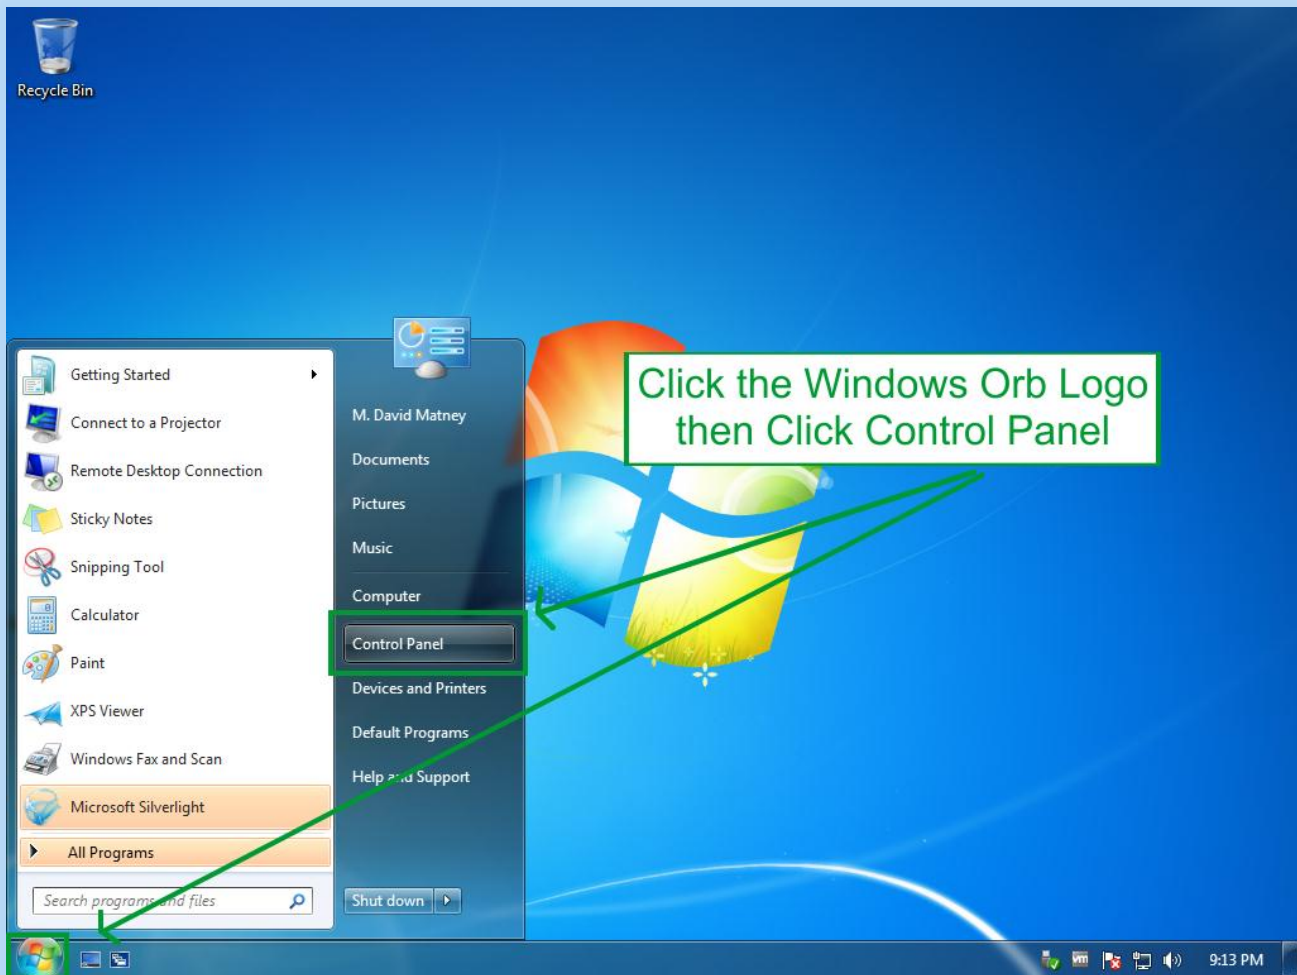 Recycle Bin
Click the Windows Orb Logo
then Click Control Panel
Getting Started
Connect to a Projector
Remote Desktop Connection
Sticky Notes
Snipping Tool
Calculator
Paint
XPS Viewer
Windows Fax and Scan
Microsoft Silverlight
All Programs
Search programs and files
M. David Matney
Documents
Pictures
Music
Computer
Control Panel
Devices and Printers
Default Programs
Help and Support
Shut down
vm
9:13 PM